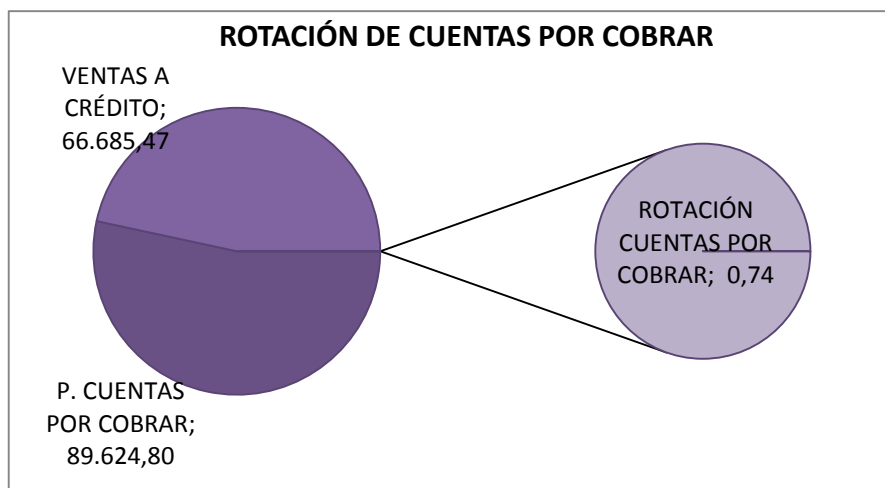 ROTACIÓN DE CUENTAS POR COBRAR
VENTAS A
CRÉDITO;
66.685,47
ROTACIÓN
CUENTAS POR
COBRAR; 0,74
P. CUENTAS
POR COBRAR;
89.624,80